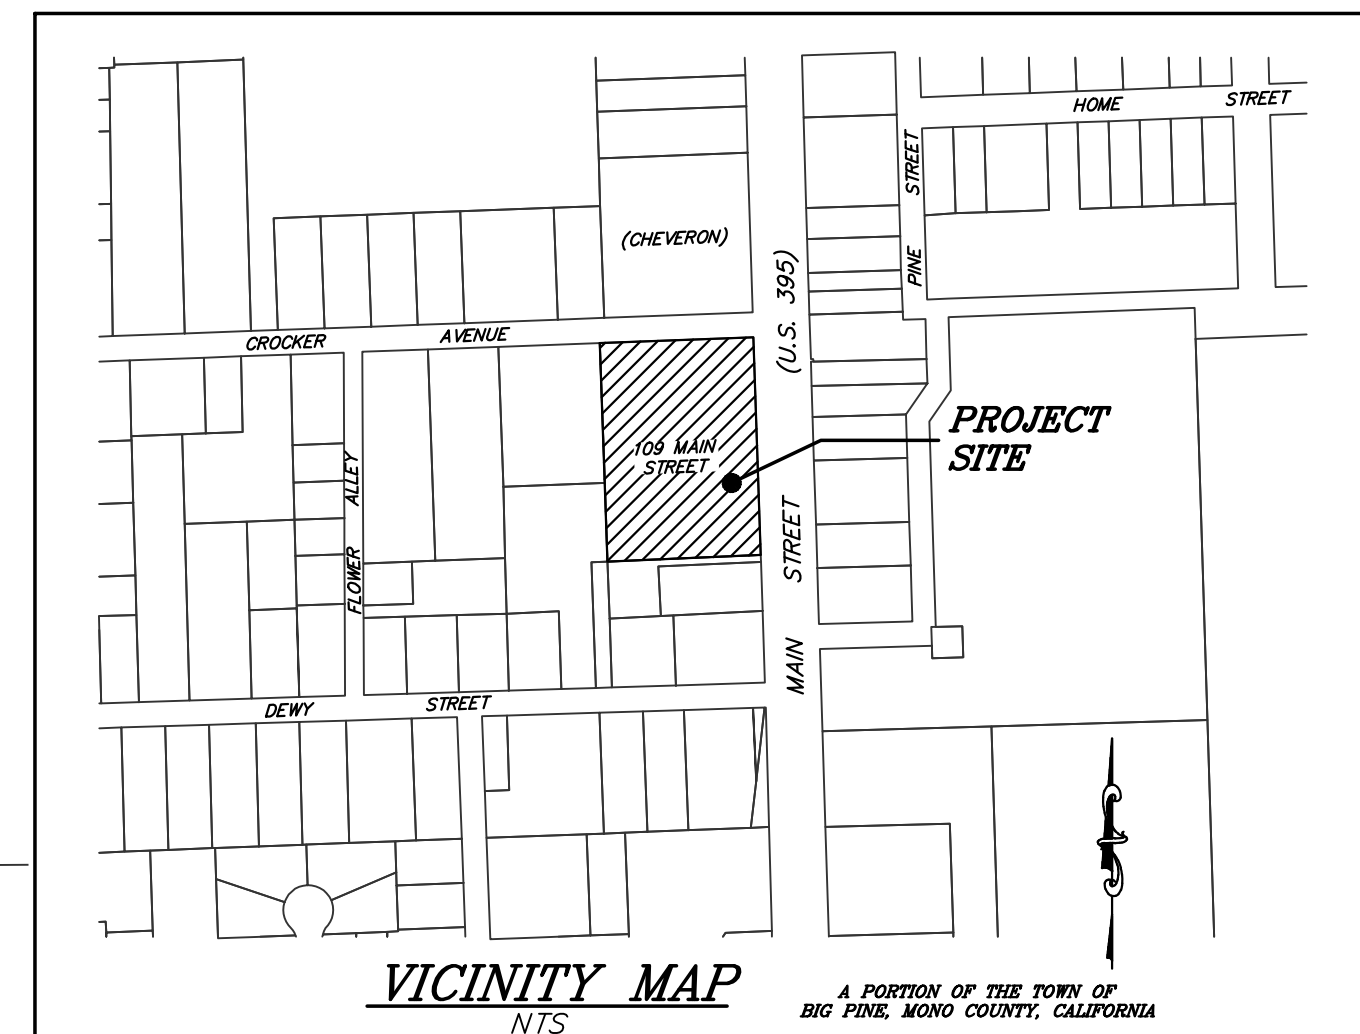 HOME STREET
PINE STREET
(CHEVERON)
(U.S. 395)
CROCKER AVENUE
PROJECT
SITE
109 MAIN
STREET
FLOWER ALLEY
MAIN STREET
DEWY STREET
VICINITY MAP
NTS
A PORTION OF THE TOWN OF
BIG PINE, MONO COUNTY, CALIFORNIA